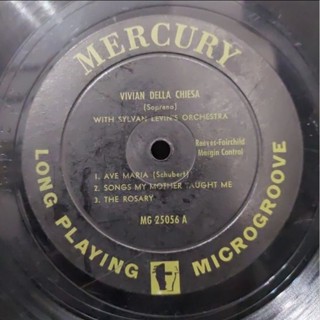 MERCURY
VIVIAN DELLA CHIESA
(Soprano)
WITH SYLVAN LEVIN'S ORCHESTRA
Reeves-Fairchild
Margin Control
1. AVE MARIA (Schubert)
2. SONGS MY MOTHER TAUGHT ME
3. THE ROSARY
MG 25056 A
LONG PLAYING MICROGROOVE